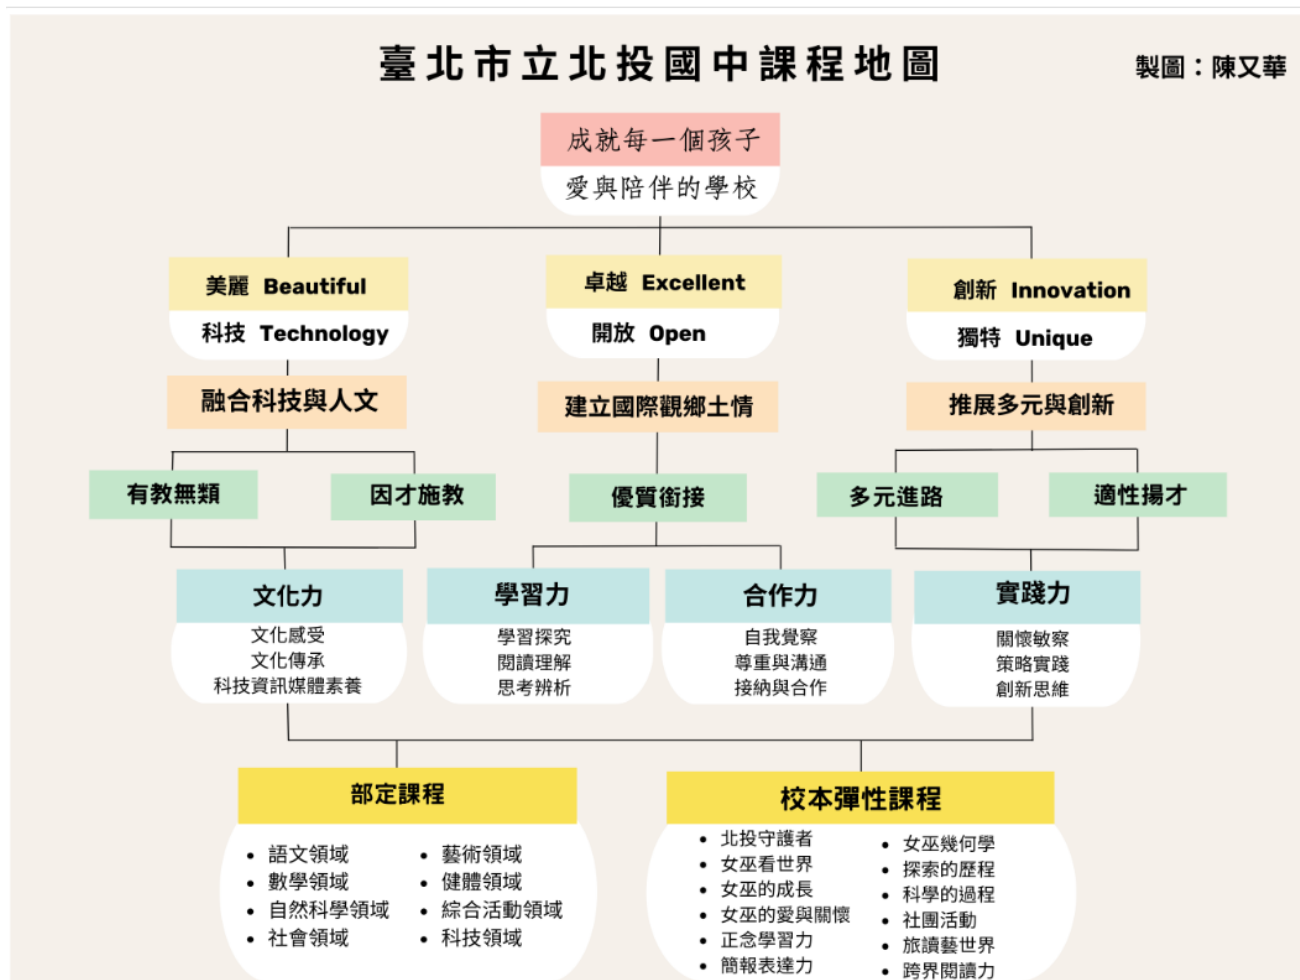 臺北市立北投國中課程地圖
製圖：陳又華
成就每一個孩子
愛與陪伴的學校
美麗 Beautiful
科技 Technology
卓越 Excellent
開放 Open
創新 Innovation
獨特 Unique
融合科技與人文
建立國際觀鄉土情
推展多元與創新
有教無類
因才施教
優質銜接
多元進路
適性揚才
文化力
文化感受
文化傳承
科技資訊媒體素養
學習力
學習探究
閱讀理解
思考辨析
合作力
自我覺察
尊重與溝通
接納與合作
實踐力
關懷敏察
策略實踐
創新思維
部定課程
• 語文領域
• 數學領域
• 自然科學領域
• 社會領域
• 藝術領域
• 健體領域
• 綜合活動領域
• 科技領域
校本彈性課程
• 北投守護者
• 女巫看世界
• 女巫的成長
• 女巫的愛與關懷
• 正念學習力
• 簡報表達力
• 女巫幾何學
• 探索的歷程
• 科學的過程
• 社團活動
• 旅讀藝世界
• 跨界閱讀力